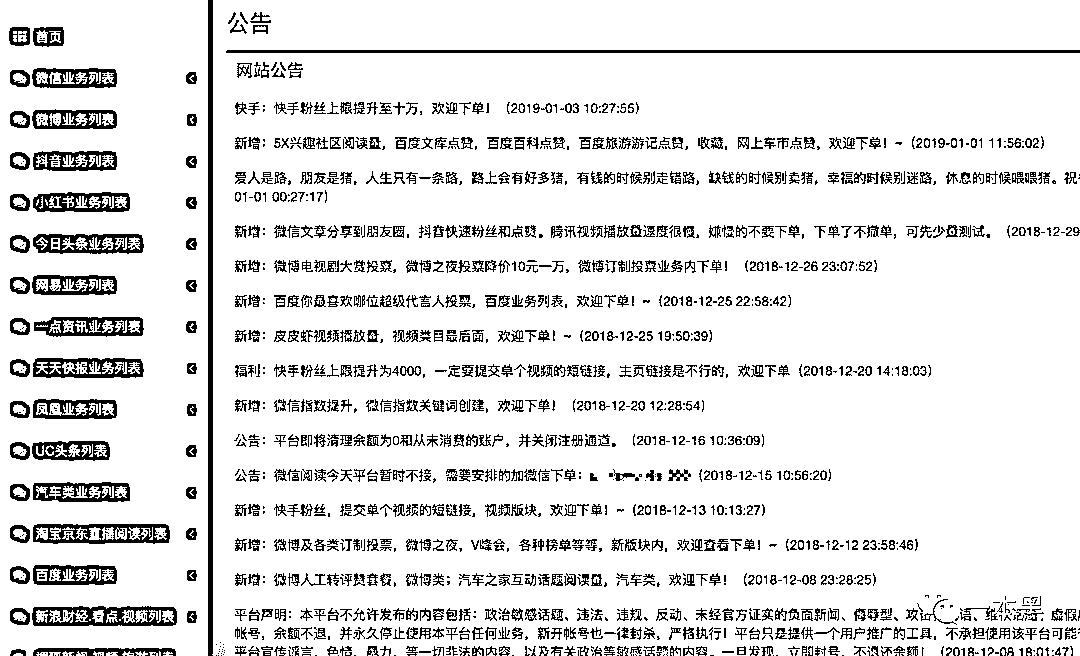 公告
首页
微信业务列表
微博业务列表
抖音业务列表
小红书业务列表
今日头条业务列表
网易业务列表
一点资讯业务列表
天天快报业务列表
凤凰业务列表
UC头条列表
汽车类业务列表
淘宝京东直播阅读列表
百度业务列表
新浪财经.看点.视频列表
网站公告
快手：快手粉丝上限提升至十万，欢迎下单！（2019-01-03 10:27:55）
新增：5X兴趣社区阅读量，百度文库点赞，百度百科点赞，百度旅游游记点赞，收藏，网上车市点赞，欢迎下单！~（2019-01-01 11:56:02）
爱人是路，朋友是猪，人生只有一条路，路上会有好多猪，有钱的时候别走错路，缺钱的时候别卖猪，幸福的时候别迷路，休息的时候喂喂猪。祝
01-01 00:27:17）
新增：微信文章分享到朋友圈，抖音快速粉丝和点赞。腾讯视频播放量速度很慢，嫌慢的不要下单，下单了不撤单，可先少量测试。（2018-12-29
新增：微博电视剧大赏投票，微博之夜投票降价10元一万，微博订制投票业务内下单！（2018-12-26 23:07:52）
新增：百度你最喜欢哪位超级代言人投票，百度业务列表，欢迎下单！~（2018-12-25 22:58:42）
新增：皮皮虾视频播放量，视频类目最后面，欢迎下单！~（2018-12-25 19:50:39）
福利：快手粉丝上限提升为4000，一定要提交单个视频的短链接，主页链接是不行的，欢迎下单（2018-12-20 14:18:03）
新增：微信指数提升，微信指数关键词创建，欢迎下单！（2018-12-20 12:28:54）
公告：平台即将清理余额为0和从未消费的账户，并关闭注册通道。（2018-12-16 10:36:09）
公告：微信阅读今天平台暂时不接，需要安排的加微信下单：（2018-12-15 10:56:20）
新增：快手粉丝，提交单个视频的短链接，视频版块，欢迎下单！~（2018-12-13 10:13:27）
新增：微博及各类订制投票，微博之夜，V峰会，各种榜单等等，新版块内，欢迎查看下单！~（2018-12-12 23:58:46）
新增：微博人工转评赞套餐，微博类；汽车之家互动话题阅读量，汽车类，欢迎下单！（2018-12-08 23:28:25）
平台声明：本平台不允许发布的内容包括：政治敏感话题、违法、违规、反动、未经官方证实的负面新闻、侮辱型、攻 语、维权话题；虚假
帐号，余额不退，并永久停止使用本平台任何业务，新开帐号也一律封杀，严格执行！平台只是提供一个用户推广的工具，不承担使用该平台可能
平台宣传谣言、色情、暴力、等一切非法的内容，以及有关政治等敏感话题的内容。一旦发现，立即封号，不退还余额！（2018-12-08 18:01:47）
一本黑